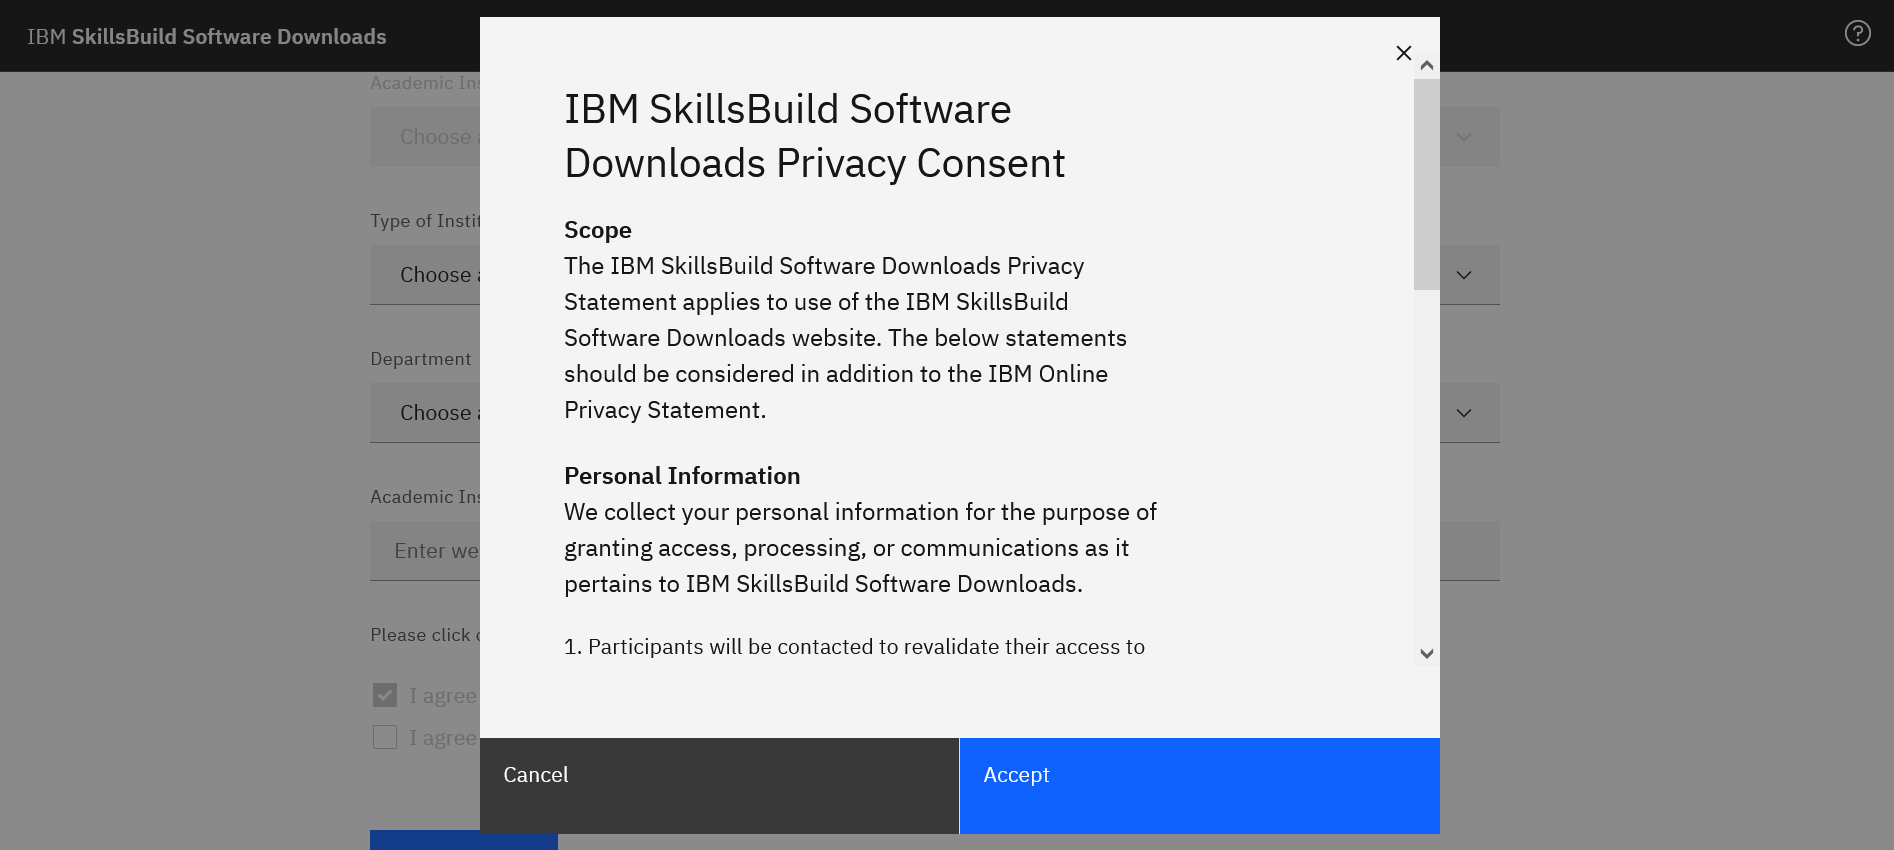 IBM SkillsBuild Software Downloads
Academic Ins
Choose
Type of Instit
Choose
Department
Choose
Academic Ins
Enter we
Please click
I agree
I agree
IBM SkillsBuild Software
Downloads Privacy Consent
Scope
The IBM SkillsBuild Software Downloads Privacy
Statement applies to use of the IBM SkillsBuild
Software Downloads website. The below statements
should be considered in addition to the IBM Online
Privacy Statement.
Personal Information
We collect your personal information for the purpose of
granting access, processing, or communications as it
pertains to IBM SkillsBuild Software Downloads.
1. Participants will be contacted to revalidate their access to
Cancel
Accept